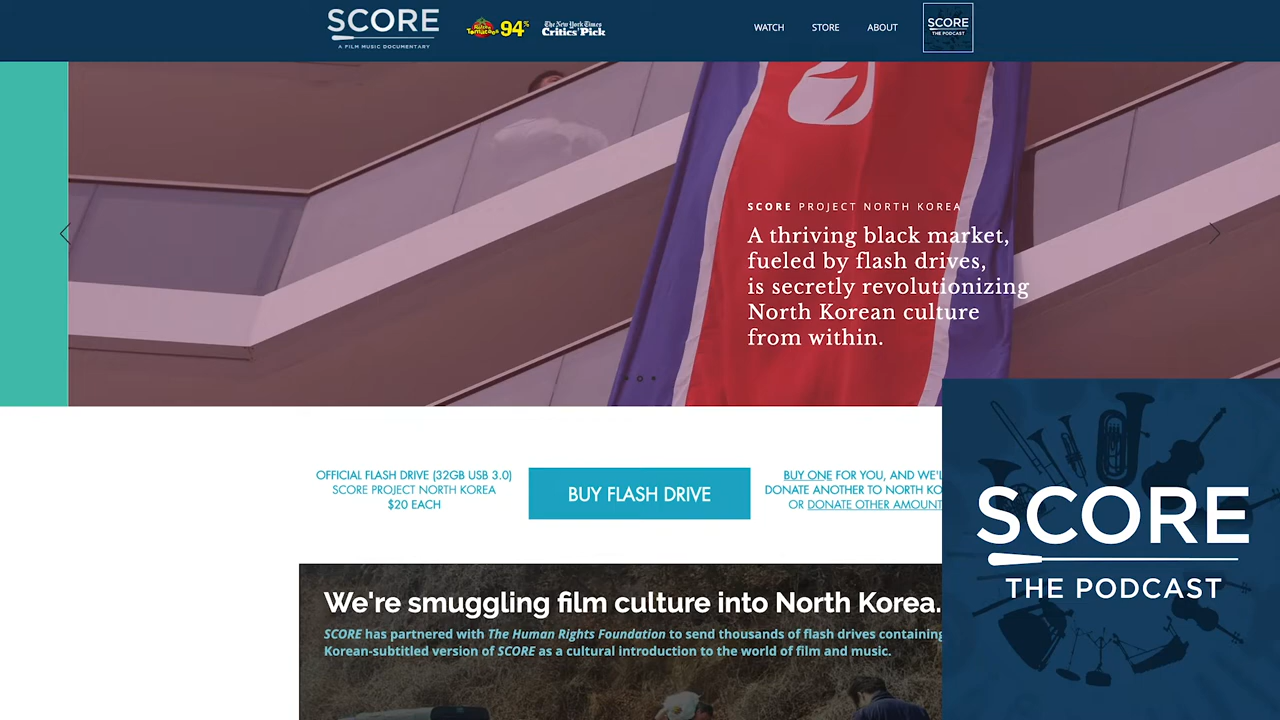 SCORE
A FILM MUSIC DOCUMENTARY
Rotten Tomatoes 94%
The New York Times
Critics' Pick
WATCH
STORE
ABOUT
SCORE
THE PODCAST
SCORE PROJECT NORTH KOREA
A thriving black market,
fueled by flash drives,
is secretly revolutionizing
North Korean culture
from within.
OFFICIAL FLASH DRIVE (32GB USB 3.0)
SCORE PROJECT NORTH KOREA
$20 EACH
BUY FLASH DRIVE
BUY ONE FOR YOU, AND WE'L
DONATE ANOTHER TO NORTH KO
OR DONATE OTHER AMOUNT
We're smuggling film culture into North Korea.
SCORE has partnered with The Human Rights Foundation to send thousands of flash drives containing
Korean-subtitled version of SCORE as a cultural introduction to the world of film and music.
SCORE
THE PODCAST